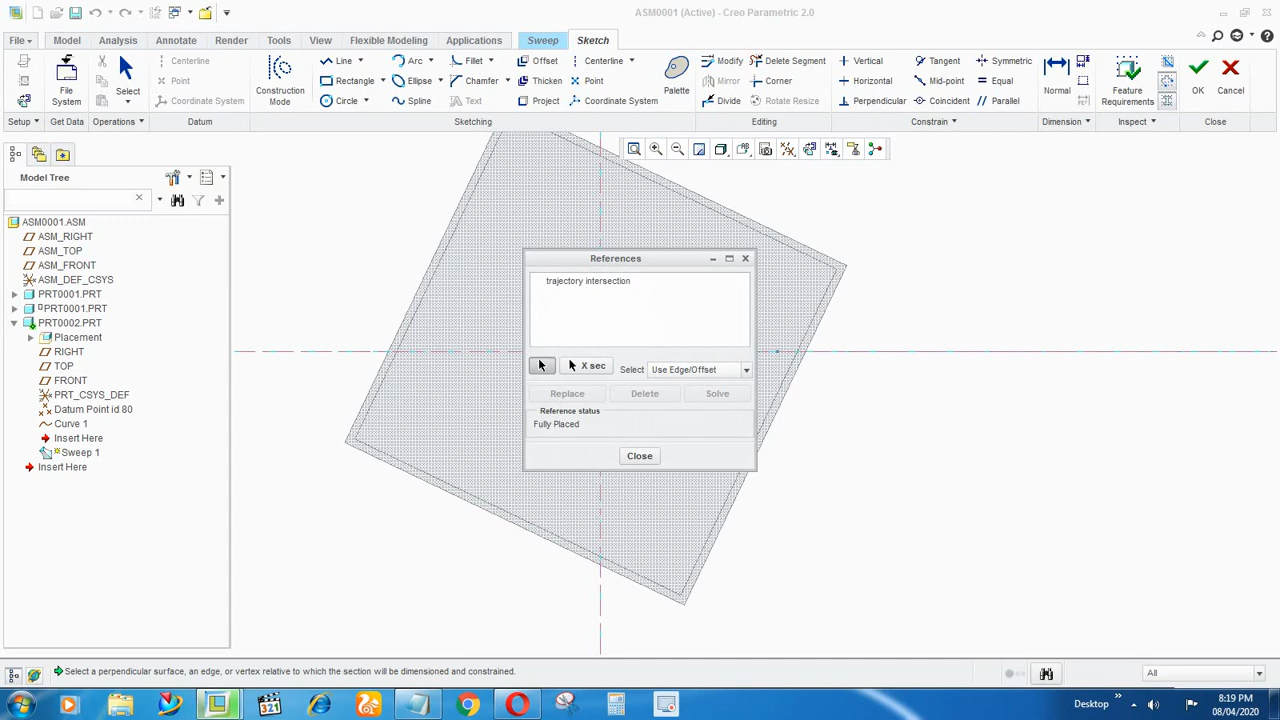 ASM0001 (Active) - Creo Parametric 2.0
File Model Analysis Annotate Render Tools View Flexible Modeling Applications Sweep Sketch
Line Arc Fillet Offset Centerline Modify Delete Segment Vertical Tangent Symmetric
Rectangle Ellipse Chamfer Thicken Point Mirror Corner Horizontal Mid-point Equal
Circle Spline Text Project Coordinate System Divide Rotate Resize Perpendicular Coincident Parallel
File System Select Centerline Point Coordinate System Construction Mode Palette Normal Feature Requirements OK Cancel
Setup Get Data Operations Datum Sketching Editing Constrain Dimension Inspect Close
Model Tree
ASM0001.ASM
ASM_RIGHT
ASM_TOP
ASM_FRONT
ASM_DEF_CSYS
PRT0001.PRT
PRT0001.PRT
PRT0002.PRT
Placement
RIGHT
TOP
FRONT
PRT_CSYS_DEF
Datum Point id 80
Curve 1
Insert Here
Sweep 1
Insert Here
References
trajectory intersection
X sec Select Use Edge/Offset
Replace Delete Solve
Reference status
Fully Placed
Close
Select a perpendicular surface, an edge, or vertex relative to which the section will be dimensioned and constrained.
All
321
Desktop
8:19 PM
08/04/2020